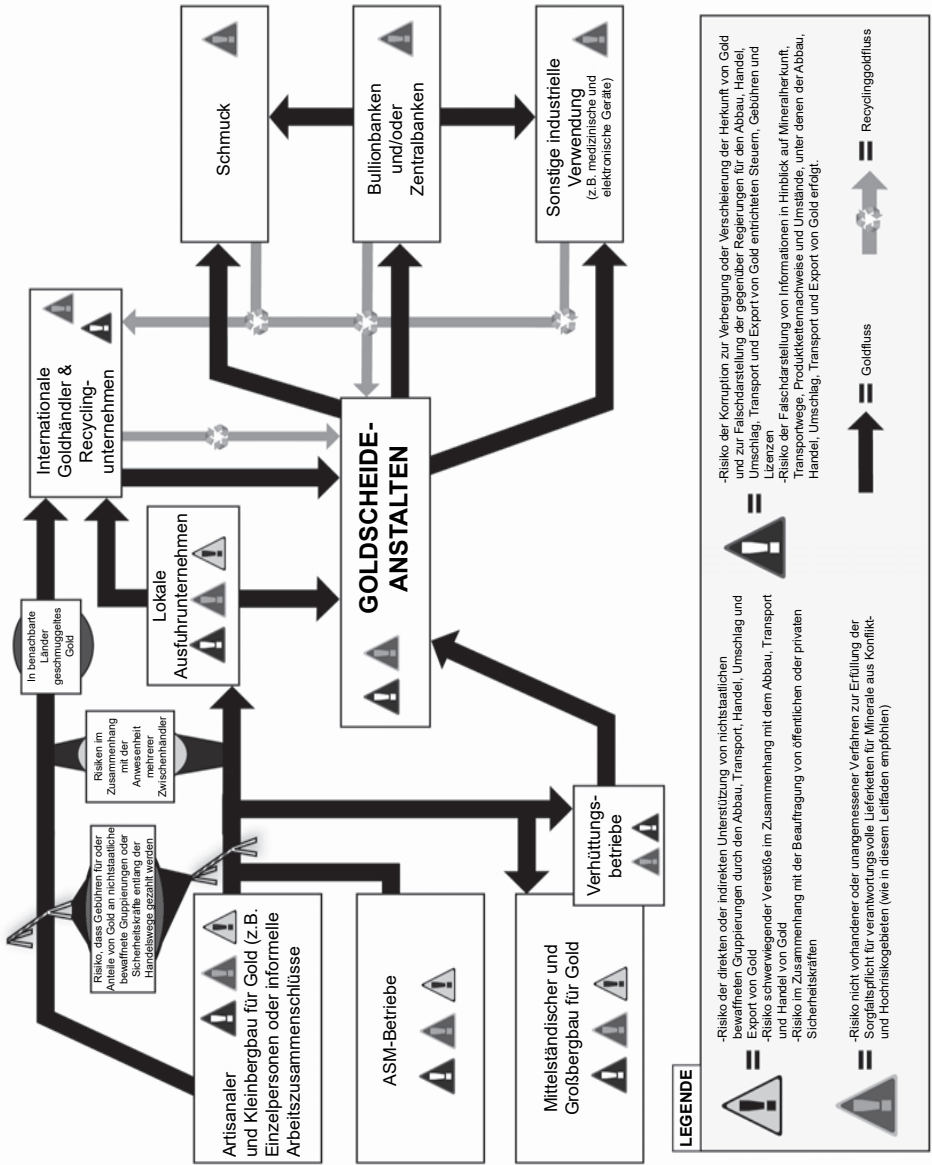 Artisanaler
und Kleinbergbau für Gold (z.B.
Einzelpersonen oder informelle
Arbeitszusammenschlüsse
ASM-Betriebe
Mittelständischer und
Großbergbau für Gold
Verhüttungs-
betriebe
Risiko, dass Gebühren für oder
Anteile von Gold an nichtstaatliche
bewaffnete Gruppierungen oder
Sicherheitskräfte entlang der
Handelswege gezahlt werden
Risiken im
Zusammenhang
mit der
Anwesenheit
mehrerer
Zwischenhändler
In benachbarte
Länder
geschmuggeltes
Gold
Lokale
Ausfuhrunternehmen
Internationale
Goldhändler &
Recycling-
unternehmen
GOLDSCHEIDE-
ANSTALTEN
Schmuck
Bullionbanken
und/oder
Zentralbanken
Sonstige industrielle
Verwendung
(z.B. medizinische und
elektronische Geräte)
LEGENDE
-Risiko der direkten oder indirekten Unterstützung von nichtstaatlichen
bewaffneten Gruppierungen durch den Abbau, Transport, Handel, Umschlag und
Export von Gold
-Risiko schwerwiegender Verstöße im Zusammenhang mit dem Abbau, Transport
und Handel von Gold
-Risiko im Zusammenhang mit der Beauftragung von öffentlichen oder privaten
Sicherheitskräften
-Risiko nicht vorhandener oder unangemessener Verfahren zur Erfüllung der
Sorgfaltspflicht für verantwortungsvolle Lieferketten für Minerale aus Konflikt-
und Hochrisikogebieten (wie in diesem Leitfaden empfohlen)
-Risiko der Korruption zur Verbergung oder Verschleierung der Herkunft von Gold
und zur Falschdarstellung der gegenüber Regierungen für den Abbau, Handel,
Umschlag, Transport und Export von Gold entrichteten Steuern, Gebühren und
Lizenzen
-Risiko der Falschdarstellung von Informationen in Hinblick auf Mineralherkunft,
Transportwege, Produktkettennachweise und Umstände, unter denen der Abbau,
Handel, Umschlag, Transport und Export von Gold erfolgt.
= Goldfluss
= Recyclinggoldfluss